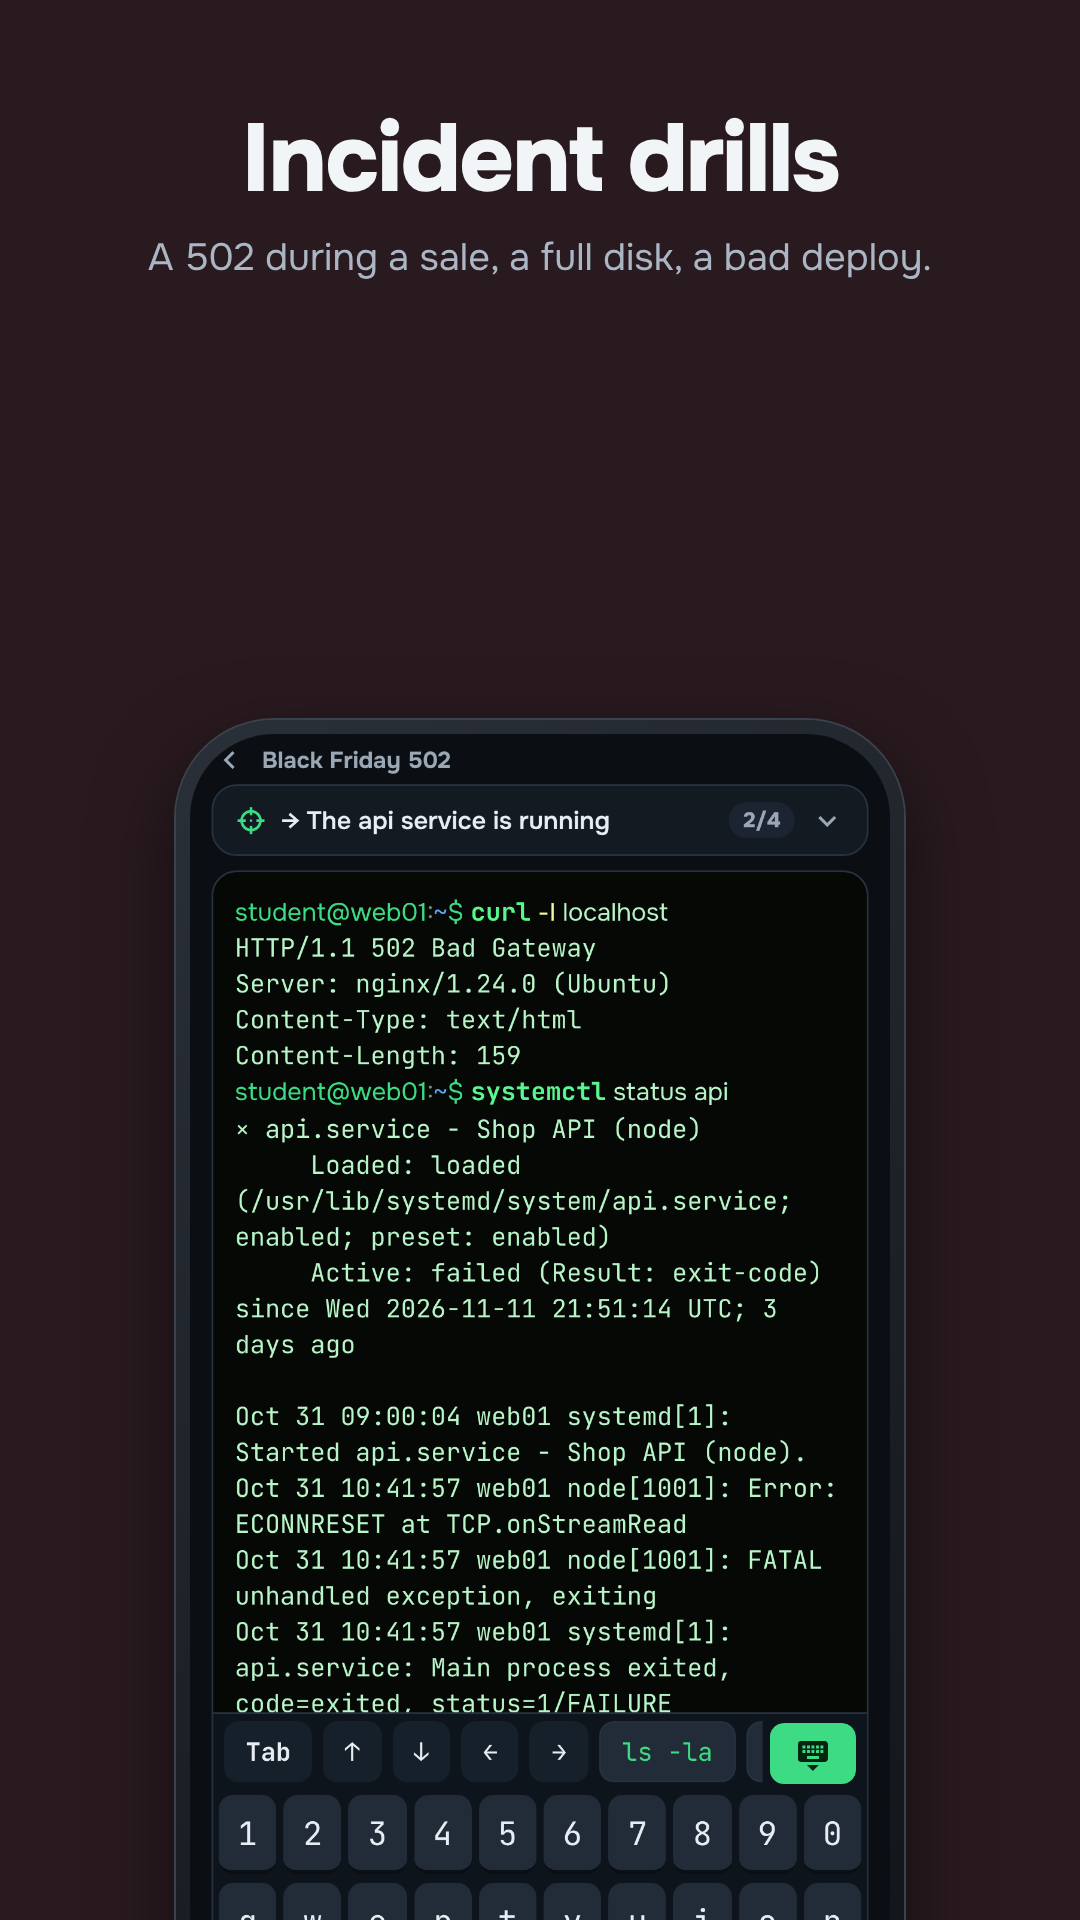 Incident drills
A 502 during a sale, a full disk, a bad deploy.
Black Friday 502
→ The api service is running 2/4
student@web01:~$ curl -I localhost
HTTP/1.1 502 Bad Gateway
Server: nginx/1.24.0 (Ubuntu)
Content-Type: text/html
Content-Length: 159
student@web01:~$ systemctl status api
× api.service - Shop API (node)
Loaded: loaded
(/usr/lib/systemd/system/api.service;
enabled; preset: enabled)
Active: failed (Result: exit-code)
since Wed 2026-11-11 21:51:14 UTC; 3
days ago
Oct 31 09:00:04 web01 systemd[1]:
Started api.service - Shop API (node).
Oct 31 10:41:57 web01 node[1001]: Error:
ECONNRESET at TCP.onStreamRead
Oct 31 10:41:57 web01 node[1001]: FATAL
unhandled exception, exiting
Oct 31 10:41:57 web01 systemd[1]:
api.service: Main process exited,
code=exited, status=1/FAILURE
Tab ↑ ↓ ← → ls -la
1 2 3 4 5 6 7 8 9 0